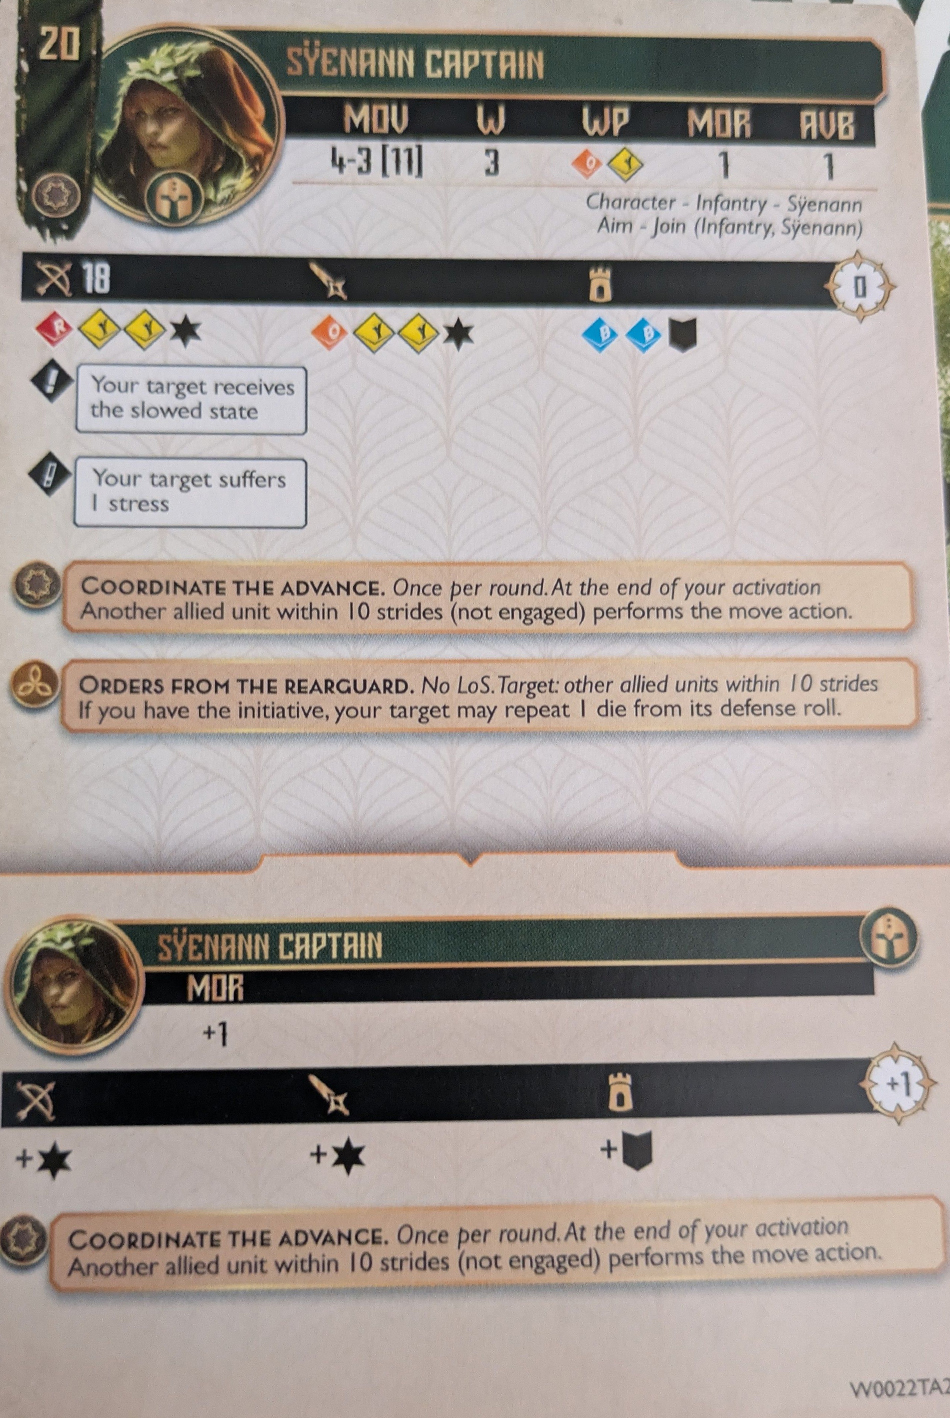 20
SŸENANN CAPTAIN
MOV W WP MOR AVB
4-3 [11] 3 O Y 1 1
Character - Infantry - Sÿenann
Aim - Join (Infantry, Sÿenann)
18 0
R Y Y O Y Y B B
! Your target receives
the slowed state
! Your target suffers
1 stress
COORDINATE THE ADVANCE. Once per round. At the end of your activation
Another allied unit within 10 strides (not engaged) performs the move action.
ORDERS FROM THE REARGUARD. No LoS. Target: other allied units within 10 strides
If you have the initiative, your target may repeat 1 die from its defense roll.
SŸENANN CAPTAIN
MOR
+1
+1
+ + +
COORDINATE THE ADVANCE. Once per round. At the end of your activation
Another allied unit within 10 strides (not engaged) performs the move action.
W0022TA2